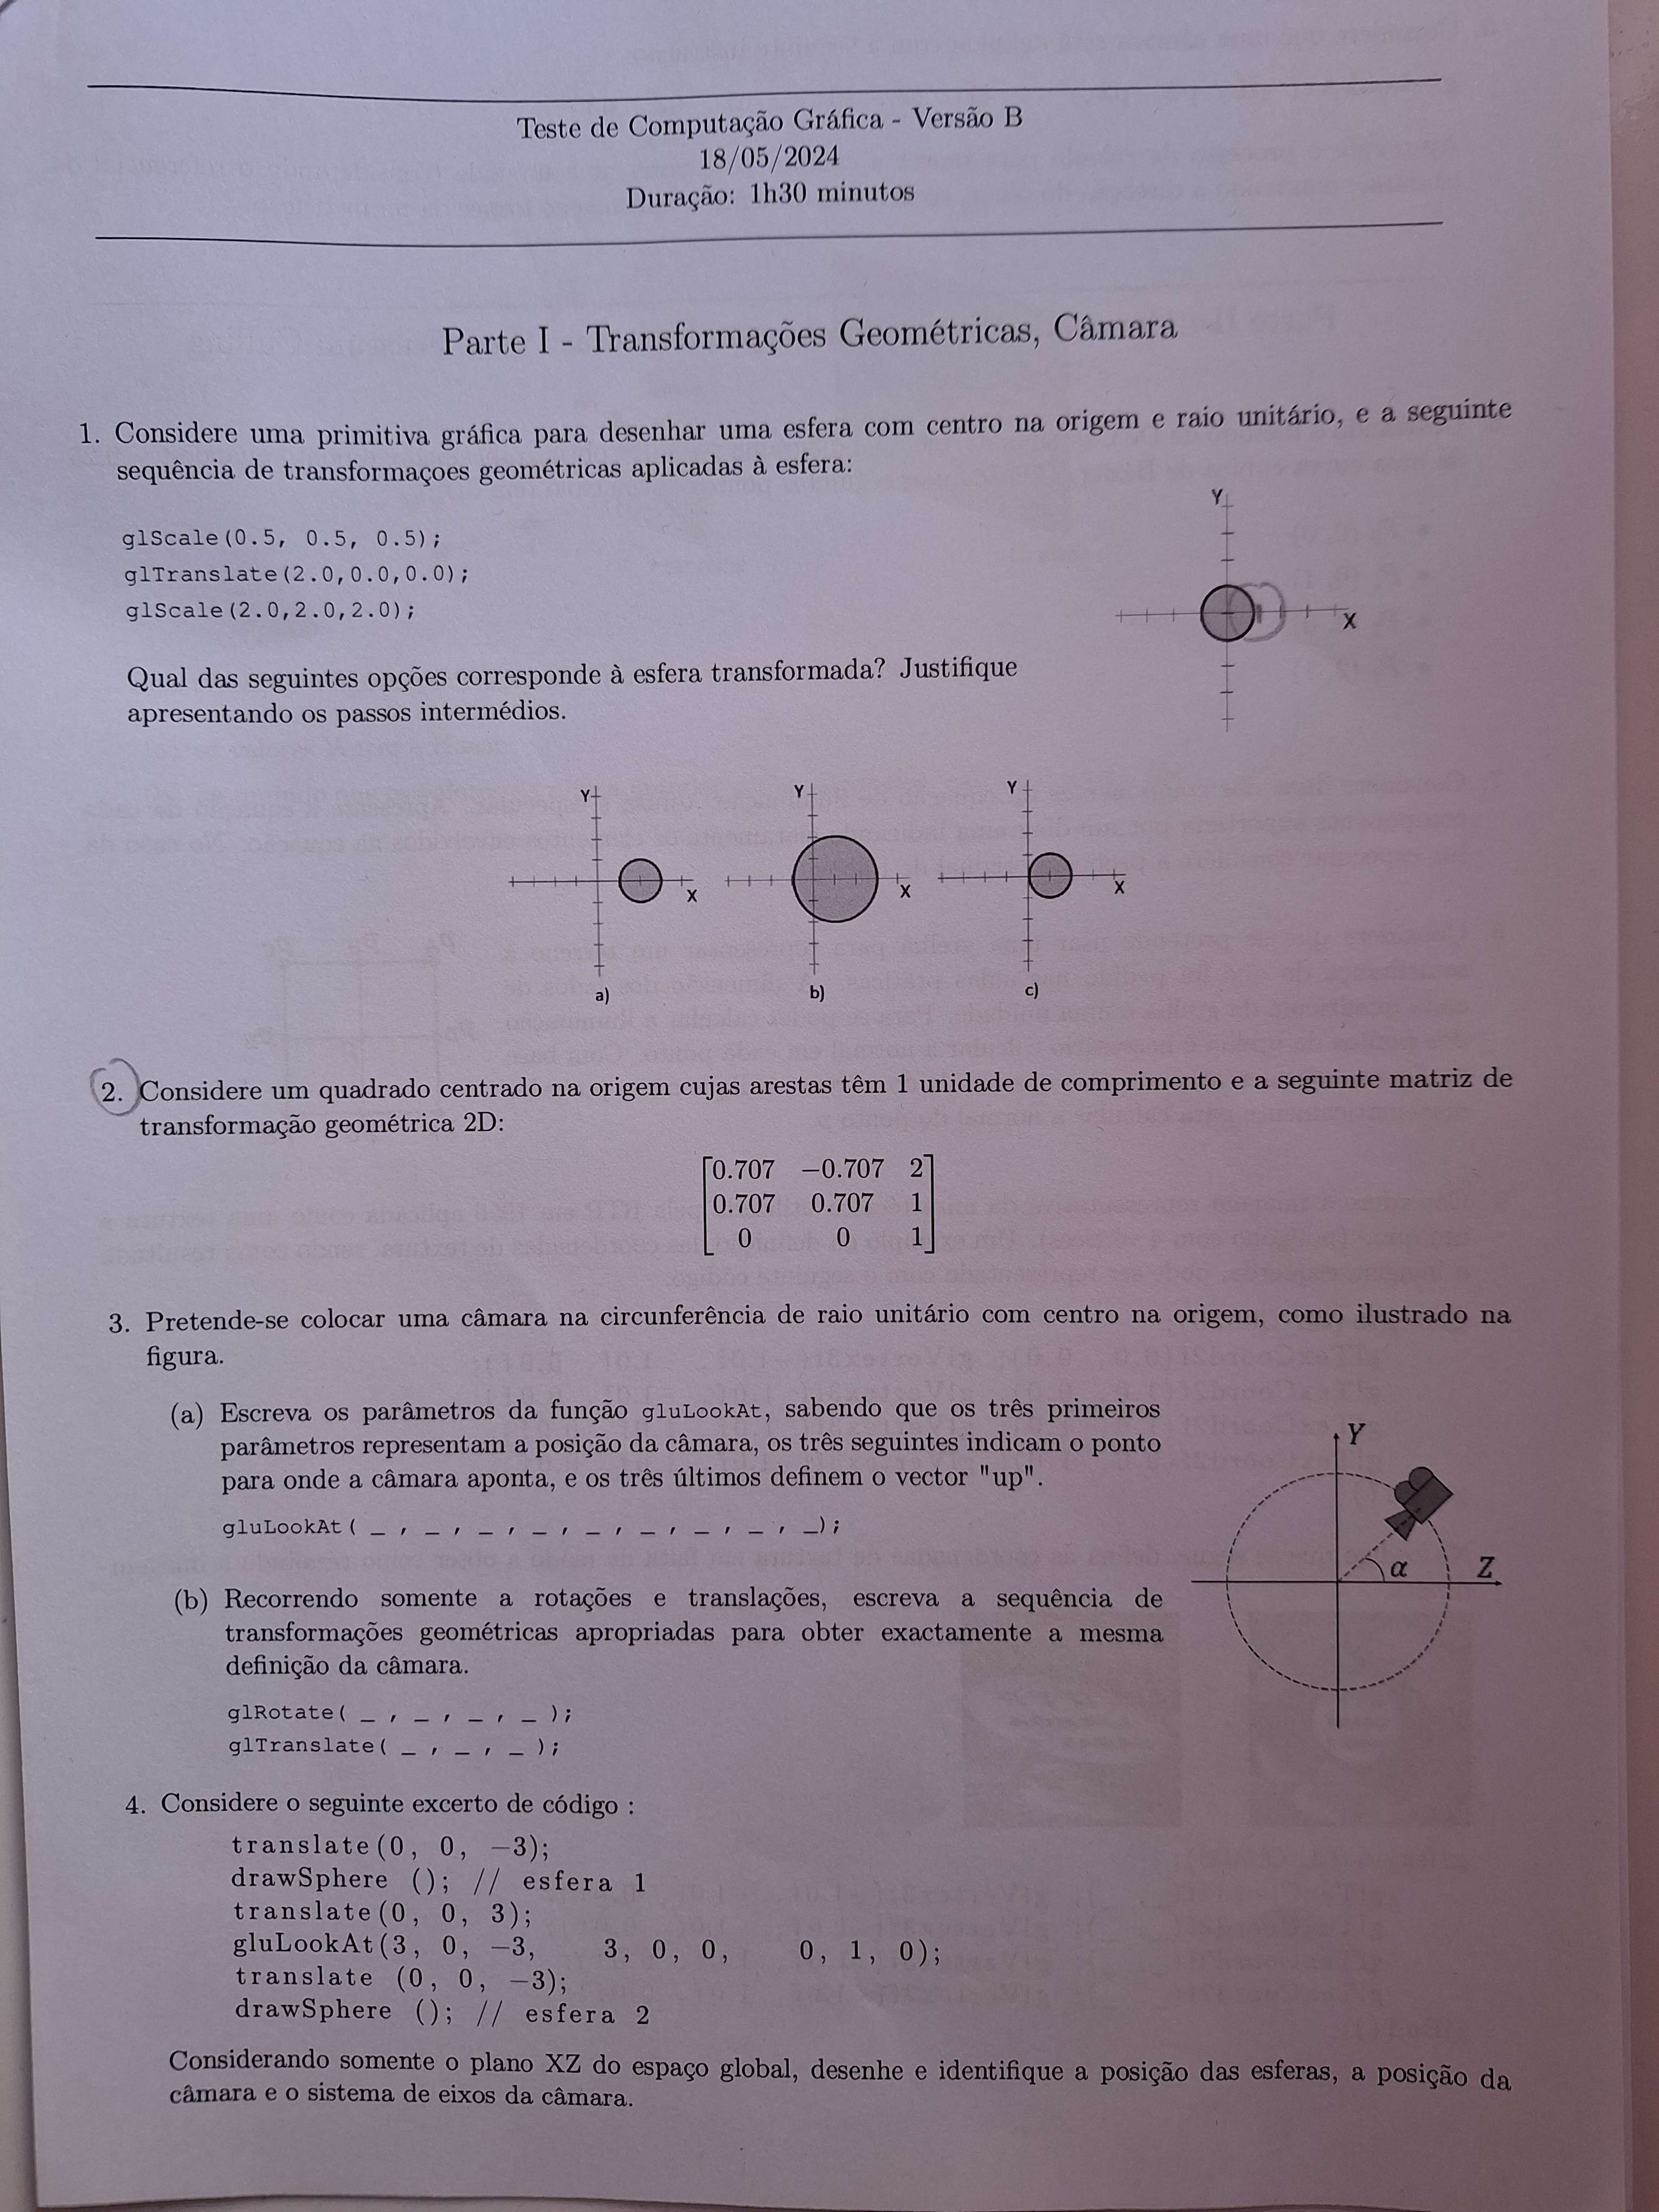 Teste de Computação Gráfica - Versão B
18/05/2024
Duração: 1h30 minutos
Parte I - Transformações Geométricas, Câmara
1. Considere uma primitiva gráfica para desenhar uma esfera com centro na origem e raio unitário, e a seguinte
sequência de transformaçoes geométricas aplicadas à esfera:
glScale(0.5, 0.5, 0.5);
glTranslate(2.0,0.0,0.0);
glScale(2.0,2.0,2.0);
Y
X
Qual das seguintes opções corresponde à esfera transformada? Justifique
apresentando os passos intermédios.
Y
X
a)
Y
X
b)
Y
X
c)
2. Considere um quadrado centrado na origem cujas arestas têm 1 unidade de comprimento e a seguinte matriz de
transformação geométrica 2D:
0.707 −0.707 2
0.707 0.707 1
0 0 1
3. Pretende-se colocar uma câmara na circunferência de raio unitário com centro na origem, como ilustrado na
figura.
(a) Escreva os parâmetros da função gluLookAt, sabendo que os três primeiros
parâmetros representam a posição da câmara, os três seguintes indicam o ponto
para onde a câmara aponta, e os três últimos definem o vector "up".
gluLookAt( _ , _ , _ , _ , _ , _ , _ , _ , _);
Y
α
Z
(b) Recorrendo somente a rotações e translações, escreva a sequência de
transformações geométricas apropriadas para obter exactamente a mesma
definição da câmara.
glRotate( _ , _ , _ , _ );
glTranslate( _ , _ , _ );
4. Considere o seguinte excerto de código :
translate(0, 0, −3);
drawSphere (); // esfera 1
translate(0, 0, 3);
gluLookAt(3, 0, −3, 3, 0, 0, 0, 1, 0);
translate (0, 0, −3);
drawSphere (); // esfera 2
Considerando somente o plano XZ do espaço global, desenhe e identifique a posição das esferas, a posição da
câmara e o sistema de eixos da câmara.